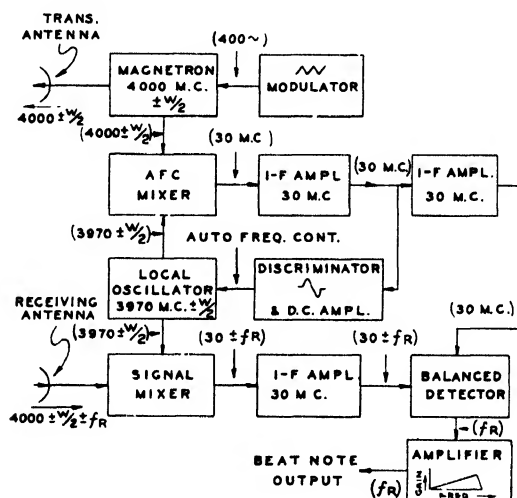 TRANS.
ANTENNA
(400~)
MAGNETRON
4000 M.C.
±W/2
MODULATOR
4000 ±W/2
(4000±W/2)
(30 M.C)
(30 M.C)
AFC
MIXER
I-F AMPL
30 M.C
I-F AMPL.
30 M.C.
(3970 ±W/2)
AUTO FREQ. CONT.
LOCAL
OSCILLATOR
3970 M.C. ±W/2
DISCRIMINATOR
& D.C. AMPL.
RECEIVING
ANTENNA
(3970 ±W/2)
(30 ± fR)
(30 ± fR)
(30 M.C.)
SIGNAL
MIXER
I-F AMPL
30 M C.
BALANCED
DETECTOR
4000 ±W/2 ± fR
(fR)
BEAT NOTE
OUTPUT
(fR)
AMPLIFIER
GAIN
FREQ